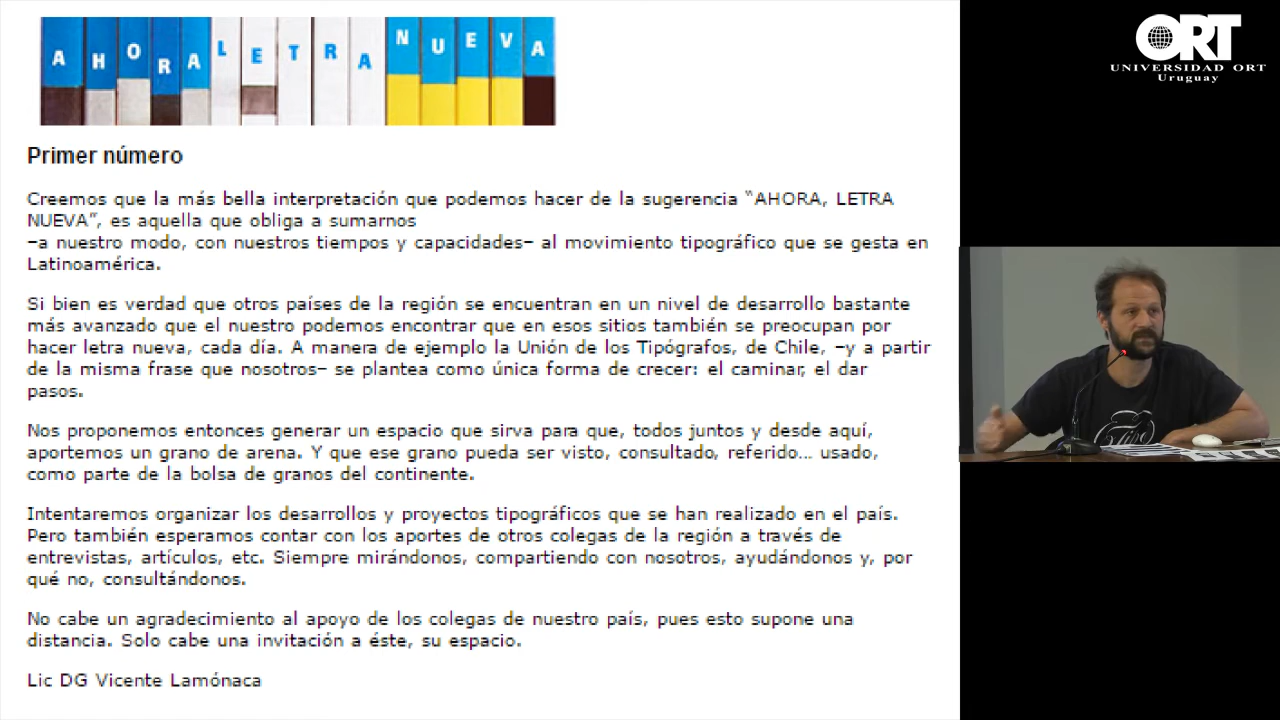 AHORALETRANUEVA
ORT
UNIVERSIDAD ORT
Uruguay
Primer número
Creemos que la más bella interpretación que podemos hacer de la sugerencia “AHORA, LETRA
NUEVA”, es aquella que obliga a sumarnos
–a nuestro modo, con nuestros tiempos y capacidades– al movimiento tipográfico que se gesta en
Latinoamérica.
Si bien es verdad que otros países de la región se encuentran en un nivel de desarrollo bastante
más avanzado que el nuestro podemos encontrar que en esos sitios también se preocupan por
hacer letra nueva, cada día. A manera de ejemplo la Unión de los Tipógrafos, de Chile, –y a partir
de la misma frase que nosotros– se plantea como única forma de crecer: el caminar, el dar
pasos.
Nos proponemos entonces generar un espacio que sirva para que, todos juntos y desde aquí,
aportemos un grano de arena. Y que ese grano pueda ser visto, consultado, referido... usado,
como parte de la bolsa de granos del continente.
Intentaremos organizar los desarrollos y proyectos tipográficos que se han realizado en el país.
Pero también esperamos contar con los aportes de otros colegas de la región a través de
entrevistas, artículos, etc. Siempre mirándonos, compartiendo con nosotros, ayudándonos y, por
qué no, consultándonos.
No cabe un agradecimiento al apoyo de los colegas de nuestro país, pues esto supone una
distancia. Solo cabe una invitación a éste, su espacio.
Lic DG Vicente Lamónaca